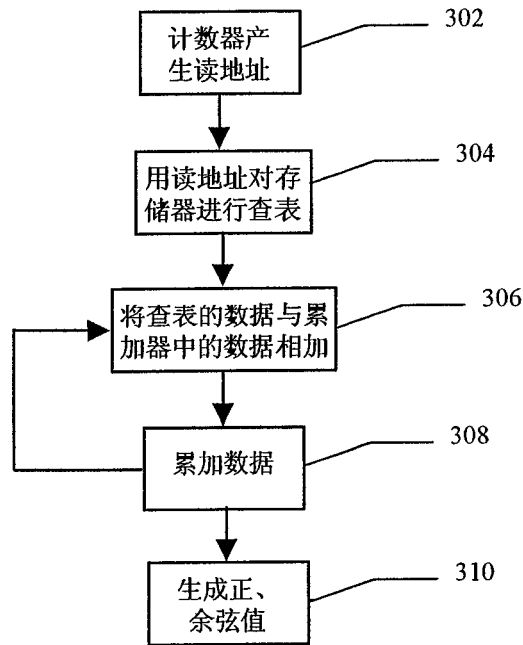 计数器产
生读地址
302
用读地址对存
储器进行查表
304
将查表的数据与累
加器中的数据相加
306
累加数据
308
生成正、
余弦值
310